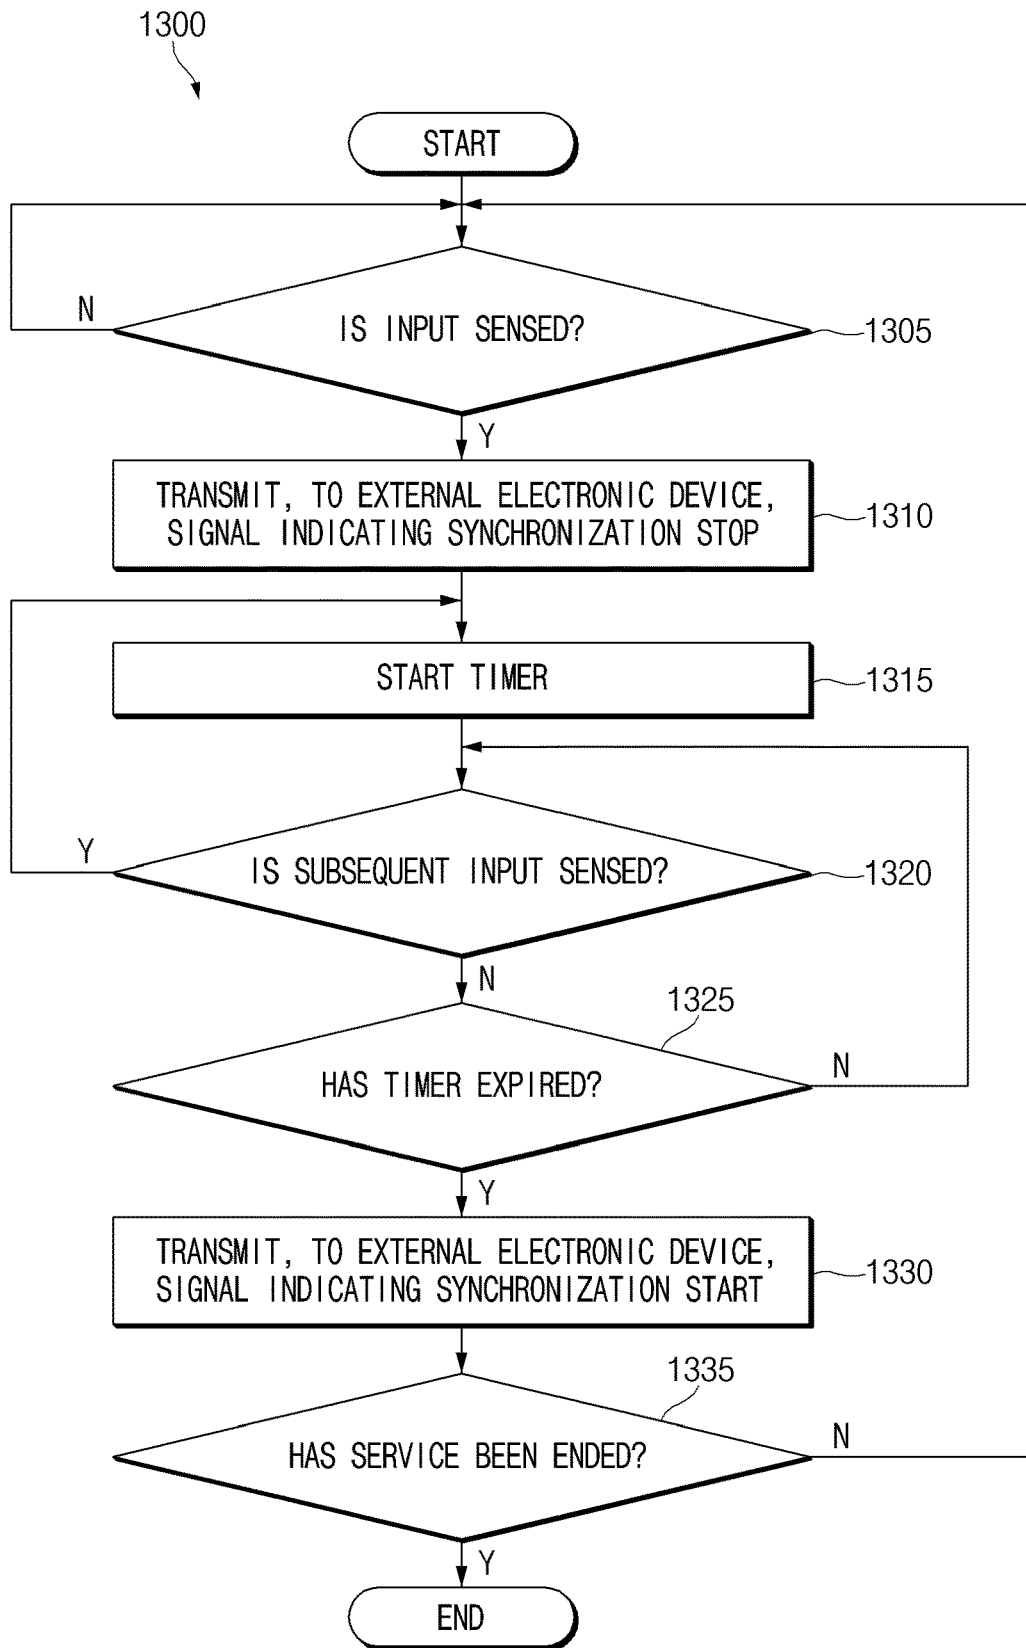 1300
START
N
IS INPUT SENSED?
1305
Y
TRANSMIT, TO EXTERNAL ELECTRONIC DEVICE,
SIGNAL INDICATING SYNCHRONIZATION STOP
1310
START TIMER
1315
Y
IS SUBSEQUENT INPUT SENSED?
1320
N
1325
HAS TIMER EXPIRED?
N
Y
TRANSMIT, TO EXTERNAL ELECTRONIC DEVICE,
SIGNAL INDICATING SYNCHRONIZATION START
1330
1335
HAS SERVICE BEEN ENDED?
N
Y
END